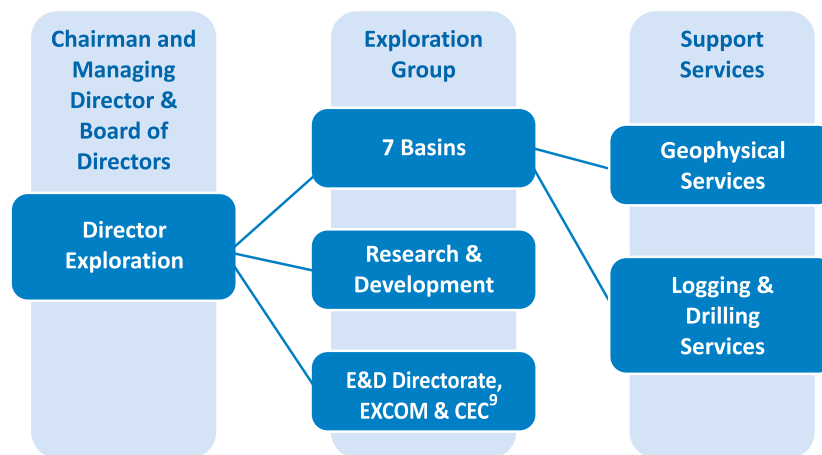 Chairman and
Managing
Director &
Board of
Directors
Director
Exploration
Exploration
Group
7 Basins
Research &
Development
E&D Directorate,
EXCOM & CEC9
Support
Services
Geophysical
Services
Logging &
Drilling
Services